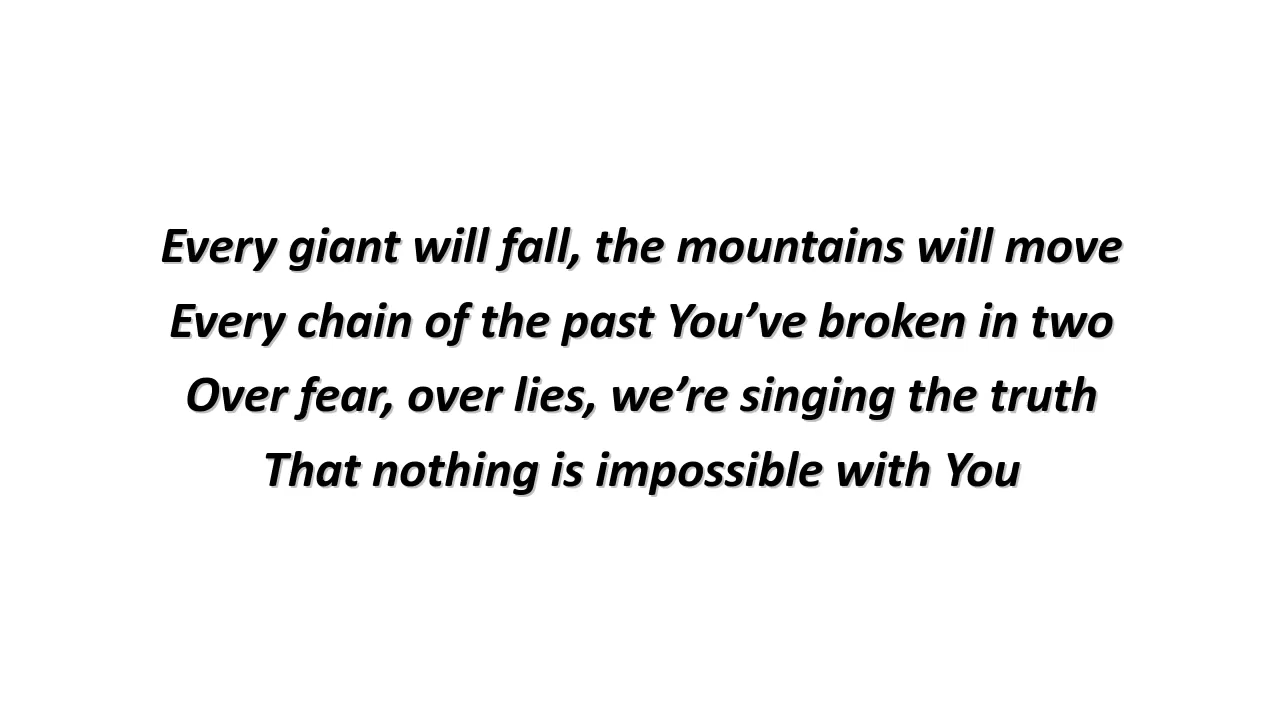 Every giant will fall, the mountains will move
Every chain of the past You’ve broken in two
Over fear, over lies, we’re singing the truth
That nothing is impossible with You